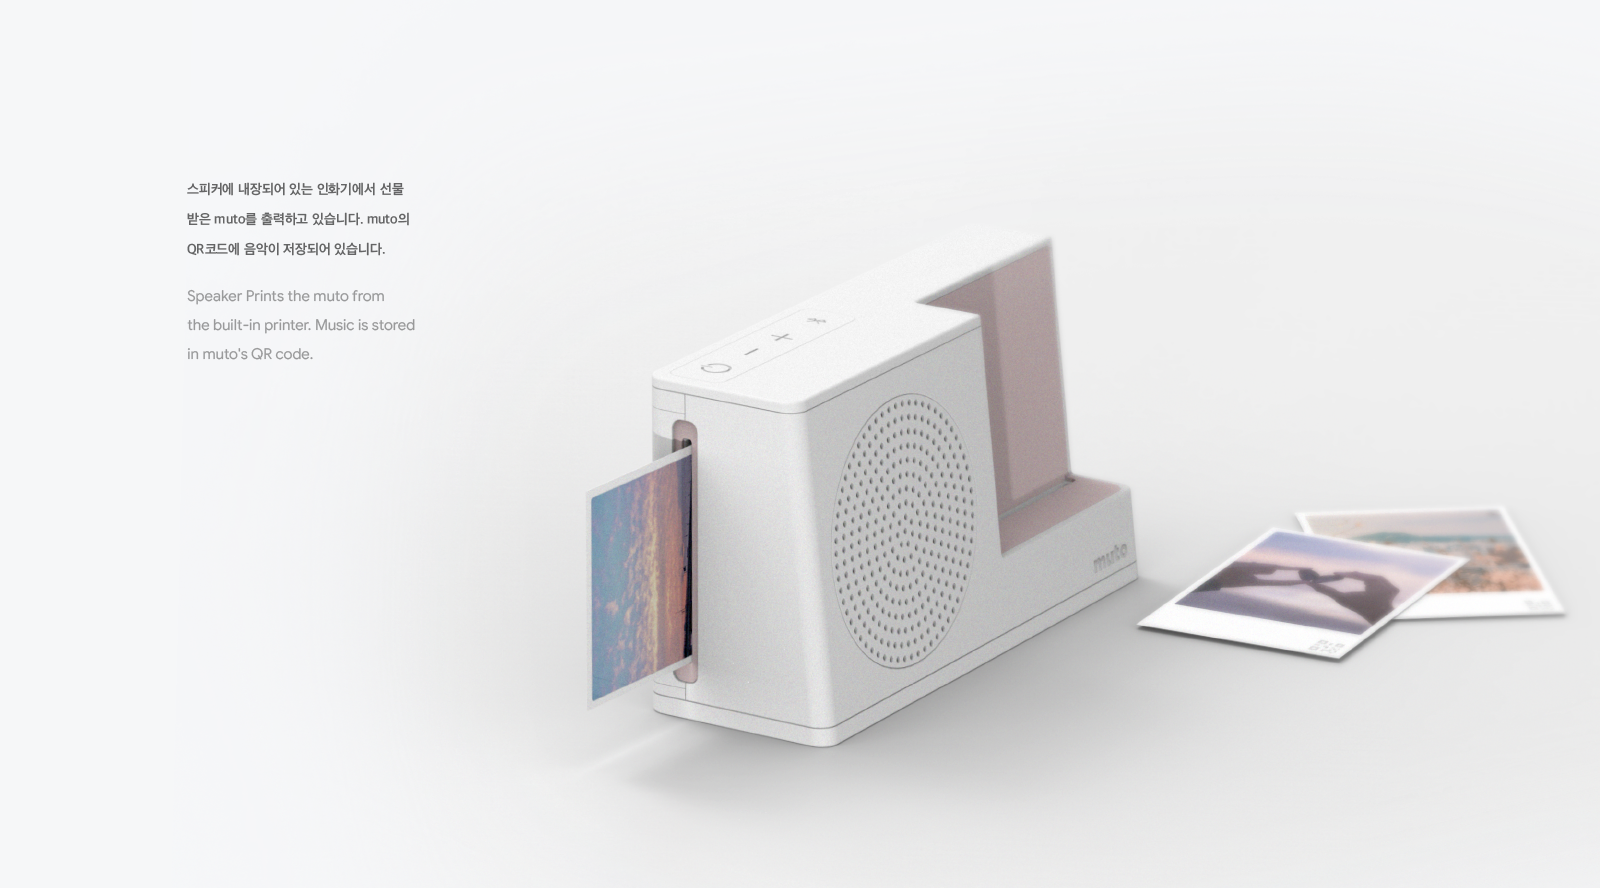 스피커에 내장되어 있는 인화기에서 선물
받은 muto를 출력하고 있습니다. muto의
QR코드에 음악이 저장되어 있습니다.
Speaker Prints the muto from
the built-in printer. Music is stored
in muto's QR code.
muto